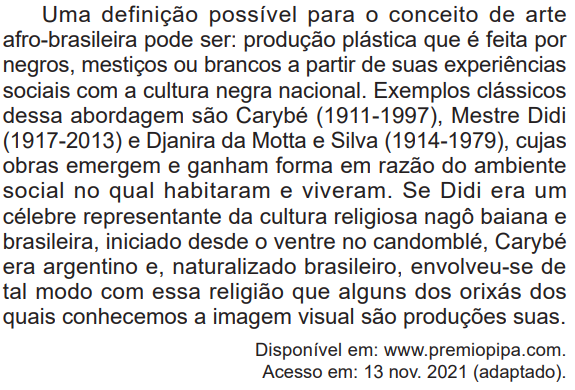 Uma definição possível para o conceito de arte
afro-brasileira pode ser: produção plástica que é feita por
negros, mestiços ou brancos a partir de suas experiências
sociais com a cultura negra nacional. Exemplos clássicos
dessa abordagem são Carybé (1911-1997), Mestre Didi
(1917-2013) e Djanira da Motta e Silva (1914-1979), cujas
obras emergem e ganham forma em razão do ambiente
social no qual habitaram e viveram. Se Didi era um
célebre representante da cultura religiosa nagô baiana e
brasileira, iniciado desde o ventre no candomblé, Carybé
era argentino e, naturalizado brasileiro, envolveu-se de
tal modo com essa religião que alguns dos orixás dos
quais conhecemos a imagem visual são produções suas.
Disponível em: www.premiopipa.com.
Acesso em: 13 nov. 2021 (adaptado).